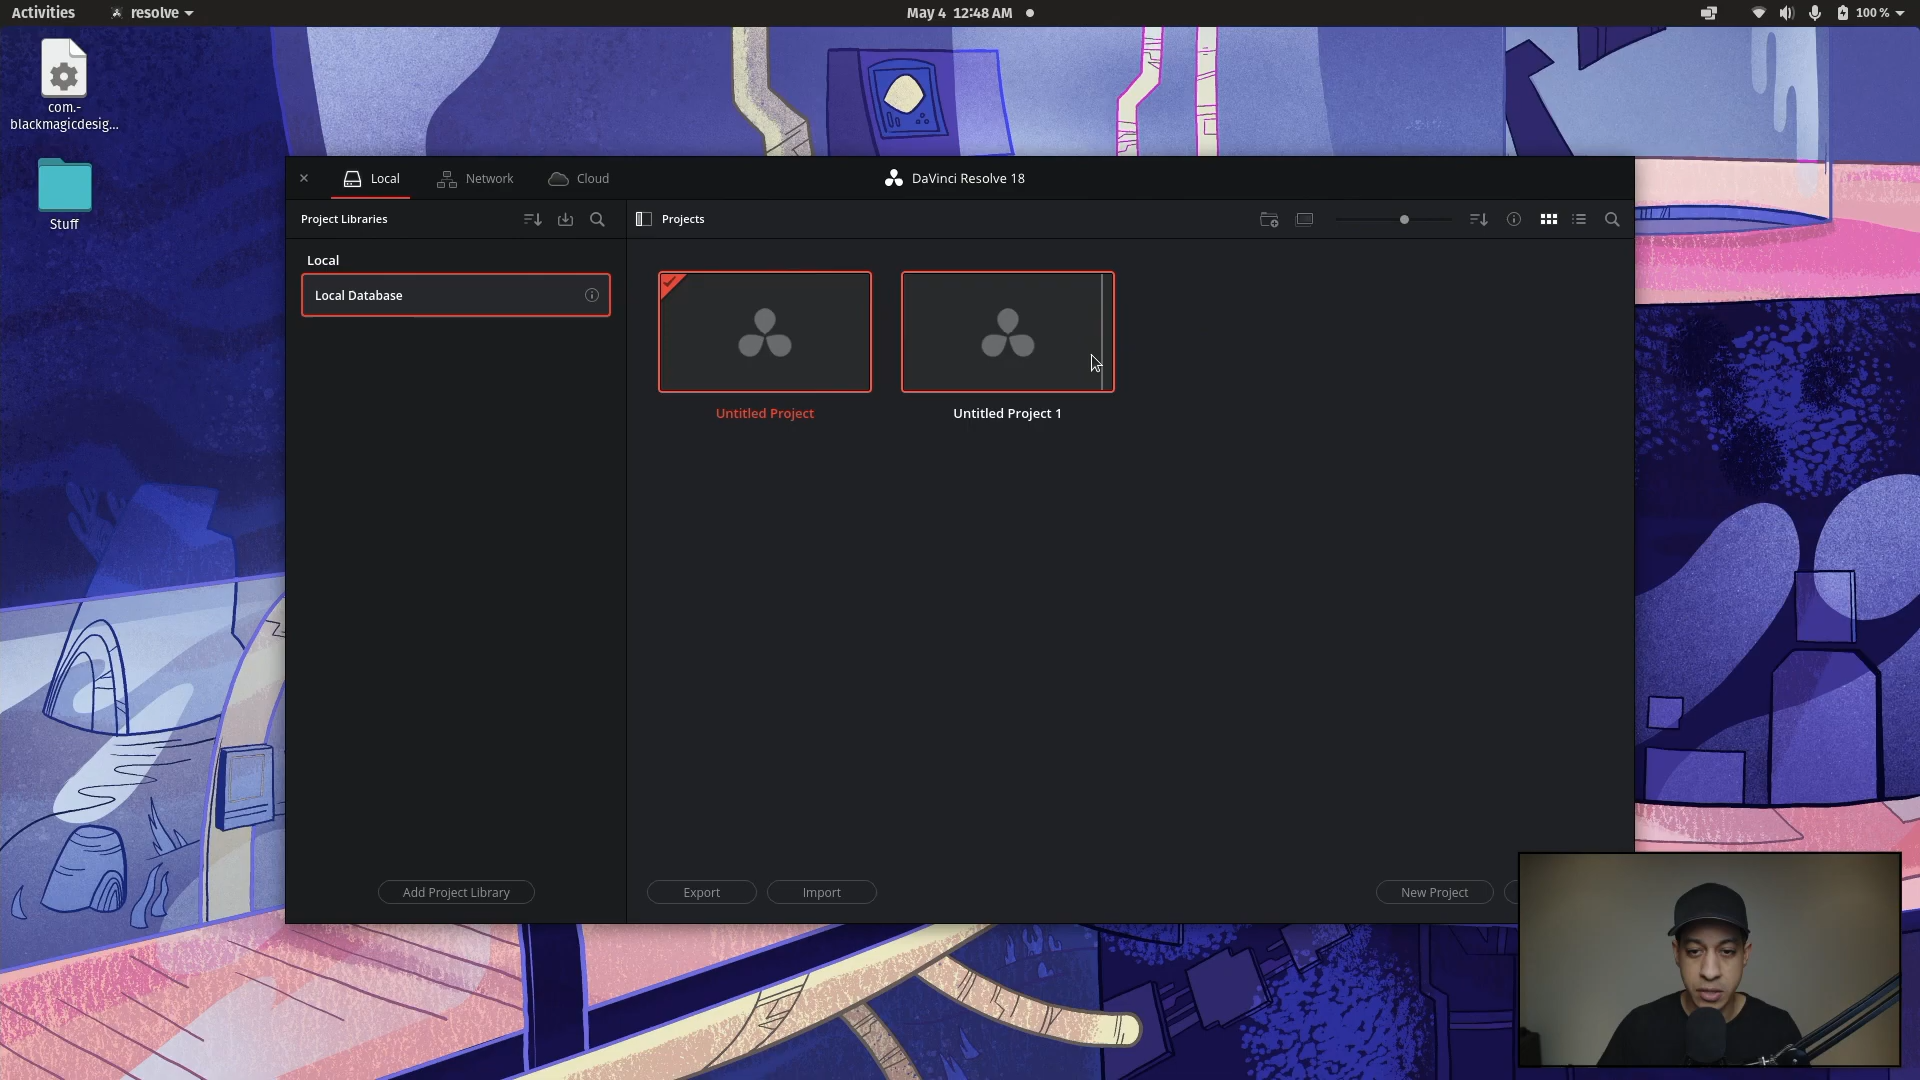 Activities
resolve
May 4 12:48 AM
100 %
com.-
blackmagicdesig...
Stuff
Local
Network
Cloud
DaVinci Resolve 18
Project Libraries
Projects
Local
Local Database
Untitled Project
Untitled Project 1
Add Project Library
Export
Import
New Project